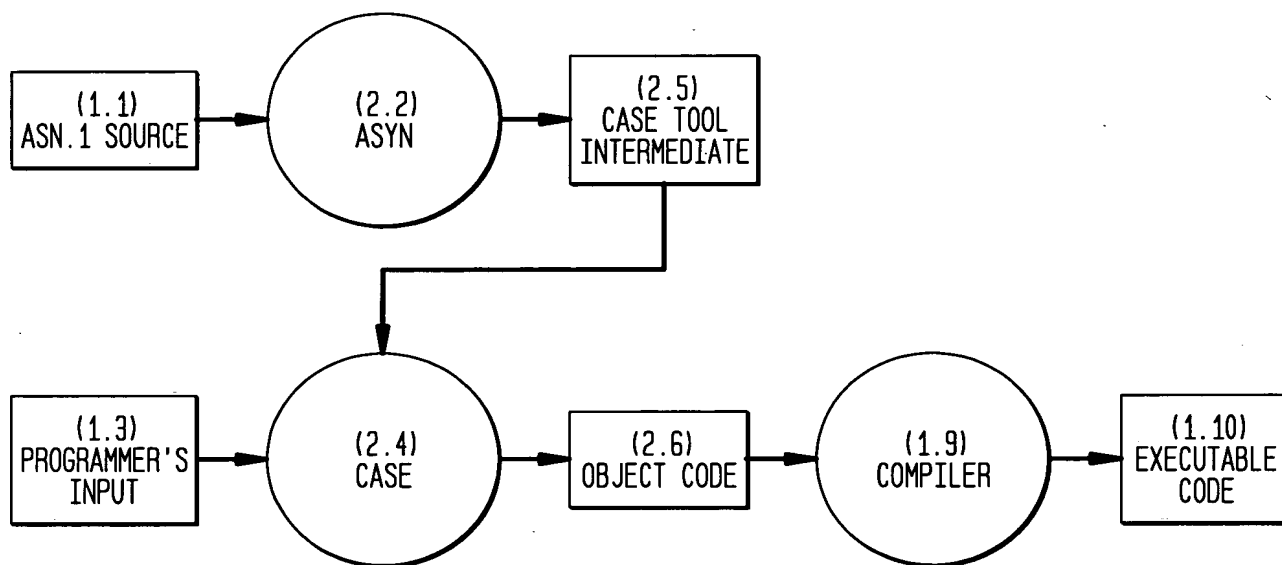 (1.1)
ASN.1 SOURCE
(2.2)
ASYN
(2.5)
CASE TOOL
INTERMEDIATE
(1.3)
PROGRAMMER'S
INPUT
(2.4)
CASE
(2.6)
OBJECT CODE
(1.9)
COMPILER
(1.10)
EXECUTABLE
CODE